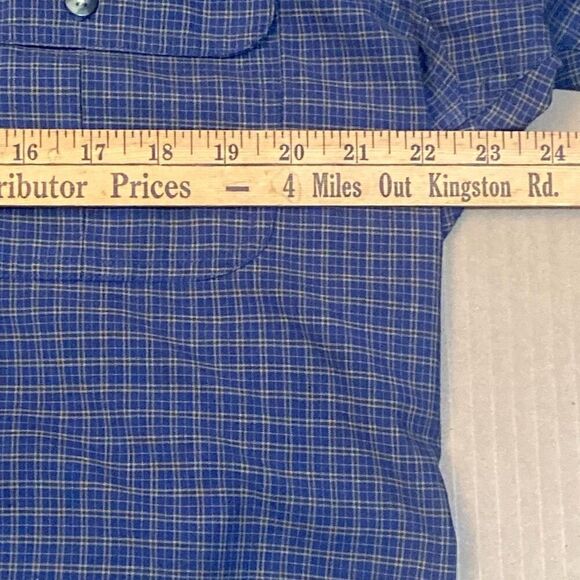 16 17 18 19 20 21 22 23 24
ributor Prices — 4 Miles Out Kingston Rd.